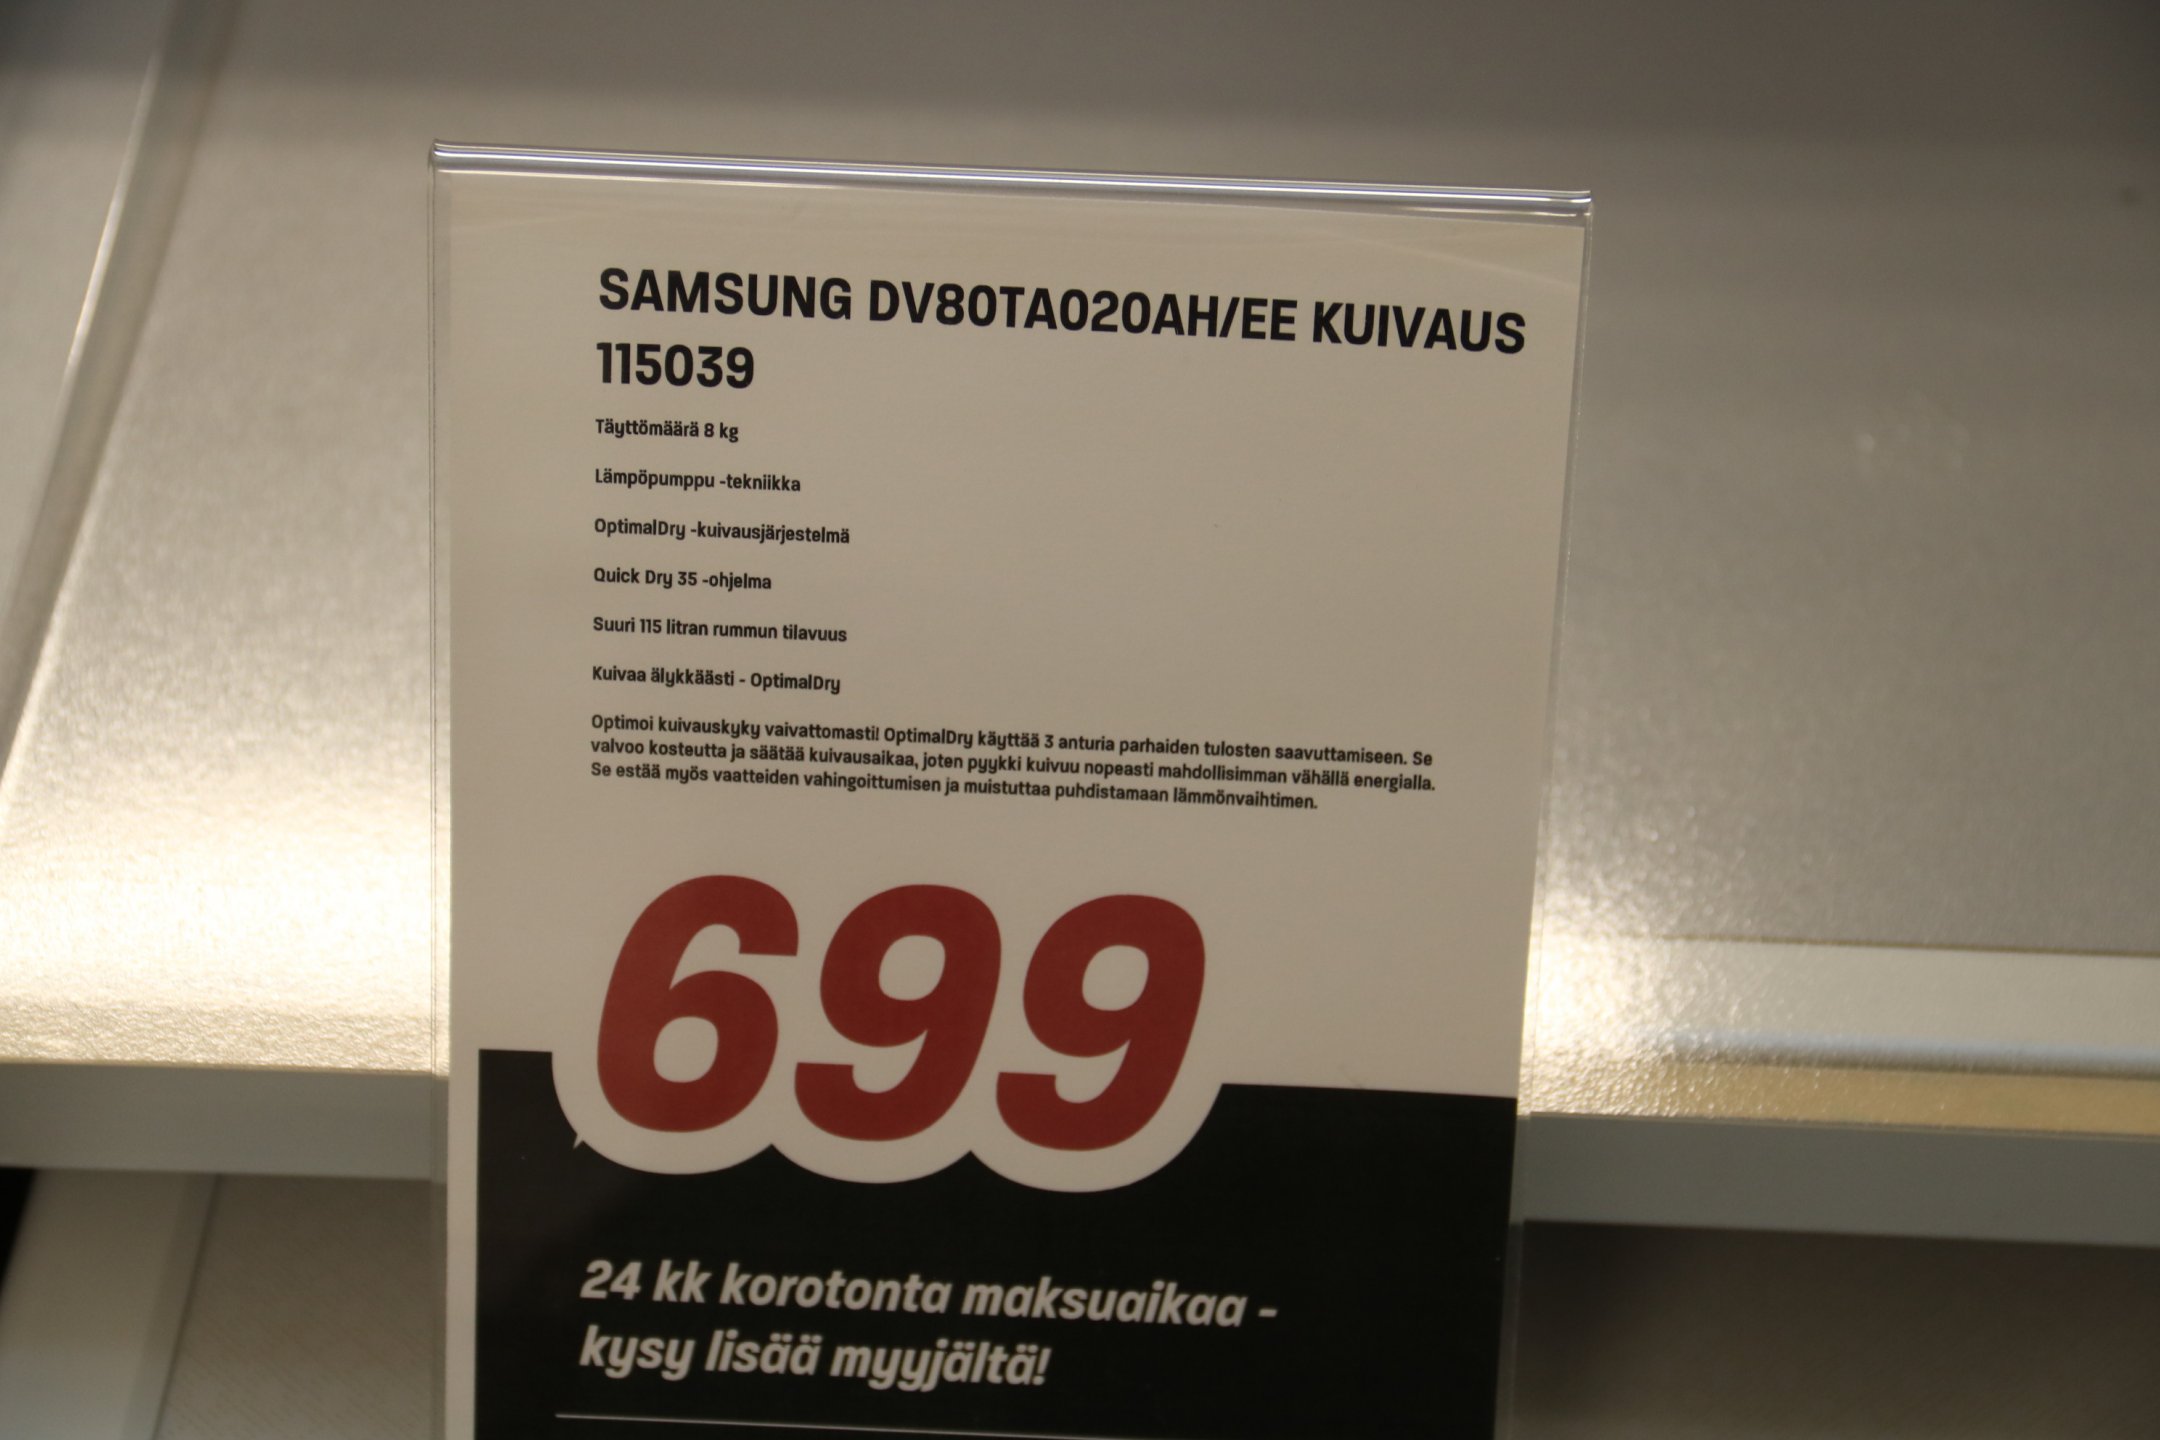 SAMSUNG DV80TA020AH/EE KUIVAUS
115039
Täyttömäärä 8 kg
Lämpöpumppu -tekniikka
OptimalDry -kuivausjärjestelmä
Quick Dry 35 -ohjelma
Suuri 115 litran rummun tilavuus
Kuivaa älykkäästi - OptimalDry
Optimoi kuivauskyky vaivattomasti! OptimalDry käyttää 3 anturia parhaiden tulosten saavuttamiseen. Se
valvoo kosteutta ja säätää kuivausaikaa, joten pyykki kuivuu nopeasti mahdollisimman vähällä energialla.
Se estää myös vaatteiden vahingoittumisen ja muistuttaa puhdistamaan lämmönvaihtimen.
699
24 kk korotonta maksuaikaa -
kysy lisää myyjältä!